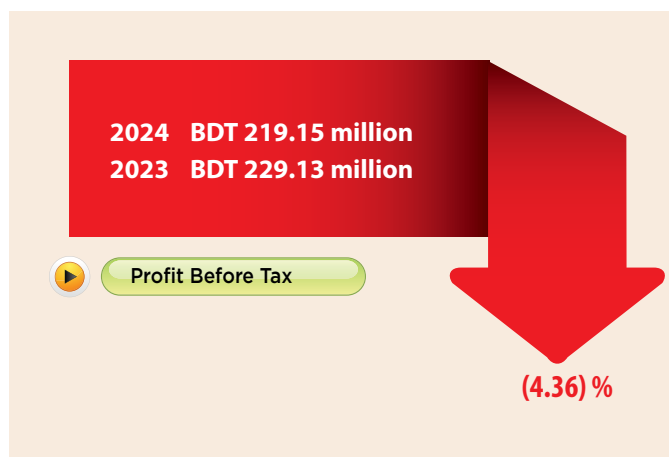 2024 BDT 219.15 million
2023 BDT 229.13 million
Profit Before Tax
(4.36) %